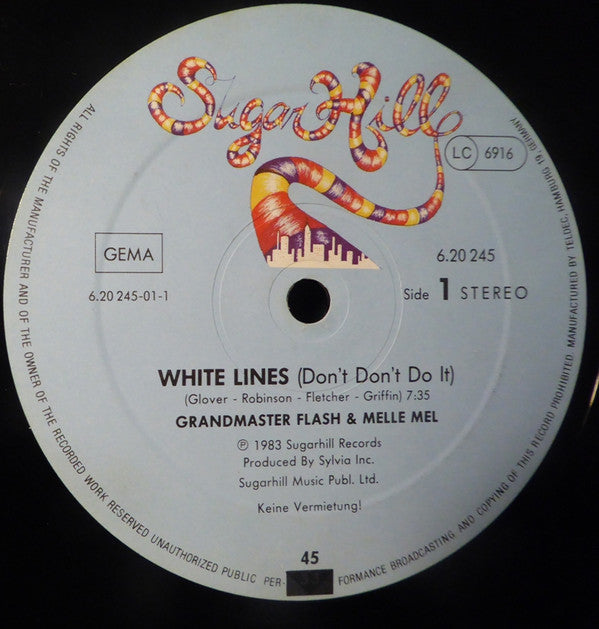 Sugar Hill
LC 6916
GEMA
6.20 245
6.20 245-01-1
Side 1 STEREO
WHITE LINES (Don't Don't Do It)
(Glover - Robinson - Fletcher - Griffin) 7:35
GRANDMASTER FLASH & MELLE MEL
℗ 1983 Sugarhill Records
Produced By Sylvia Inc.
Sugarhill Music Publ. Ltd.
Keine Vermietung!
45
ALL RIGHTS OF THE MANUFACTURER AND OF THE OWNER OF THE RECORDED WORK RESERVED UNAUTHORIZED PUBLIC PER- FORMANCE BROADCASTING AND COPYING OF THIS RECORD PROHIBITED. MANUFACTURED BY TELDEC, HAMBURG 19, GERMANY